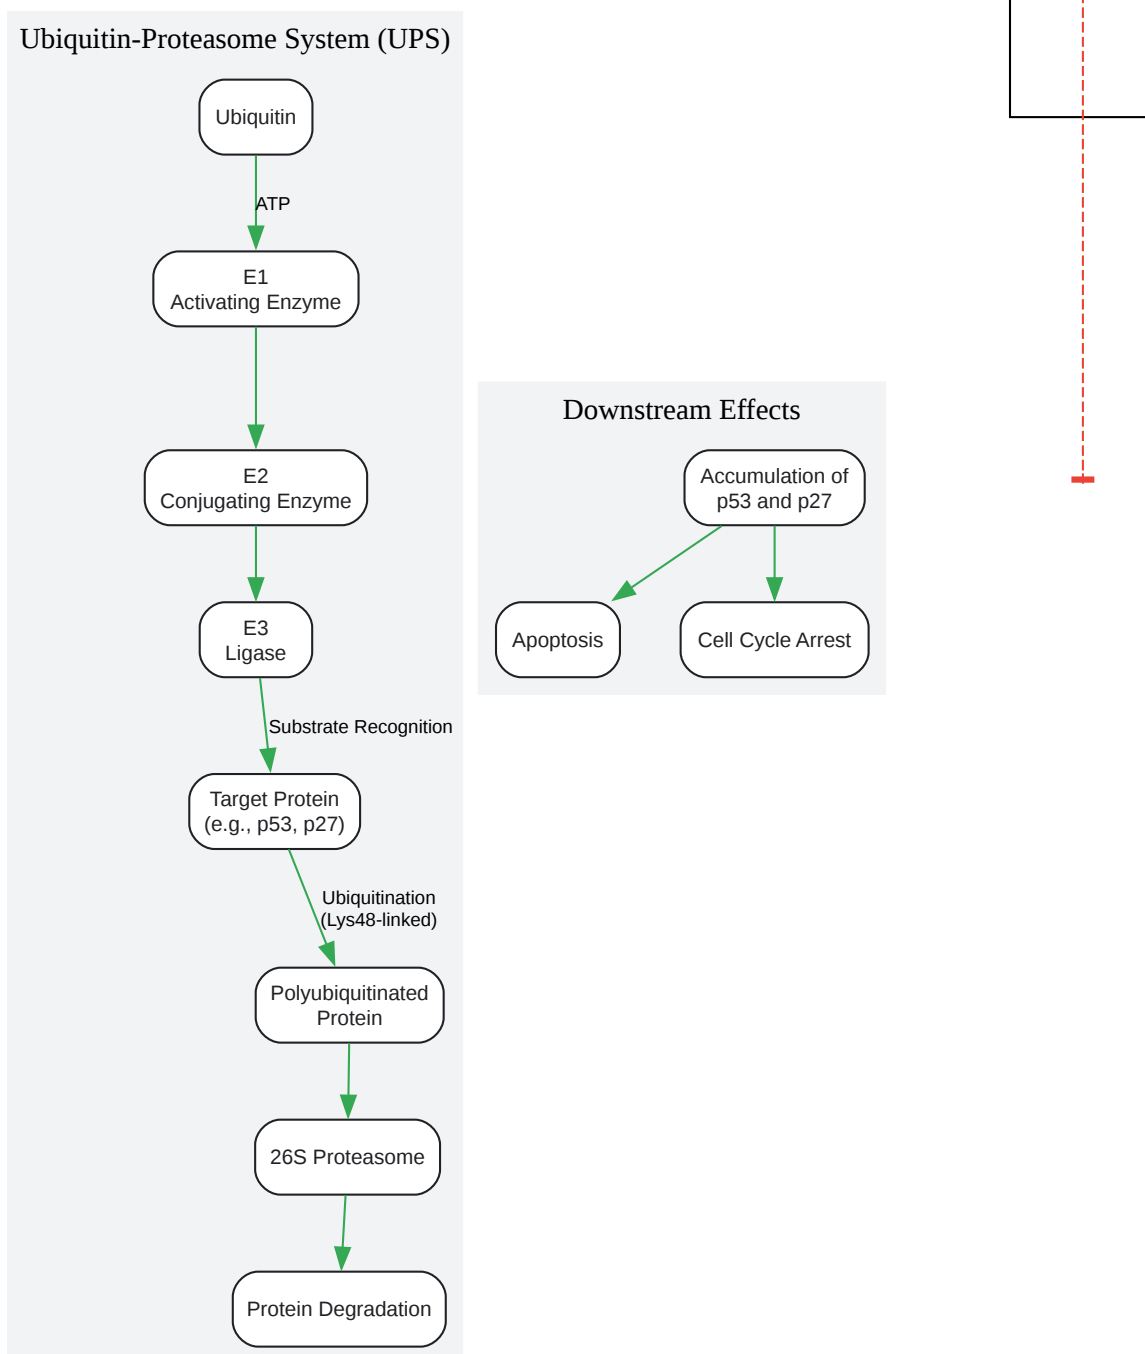 Ubiquitin-Proteasome System (UPS)
Ubiquitin
ATP
E1
Activating Enzyme
E2
Conjugating Enzyme
E3
Ligase
Substrate Recognition
Target Protein
(e.g., p53, p27)
Ubiquitination
(Lys48-linked)
Polyubiquitinated
Protein
26S Proteasome
Protein Degradation
Downstream Effects
Accumulation of
p53 and p27
Apoptosis
Cell Cycle Arrest